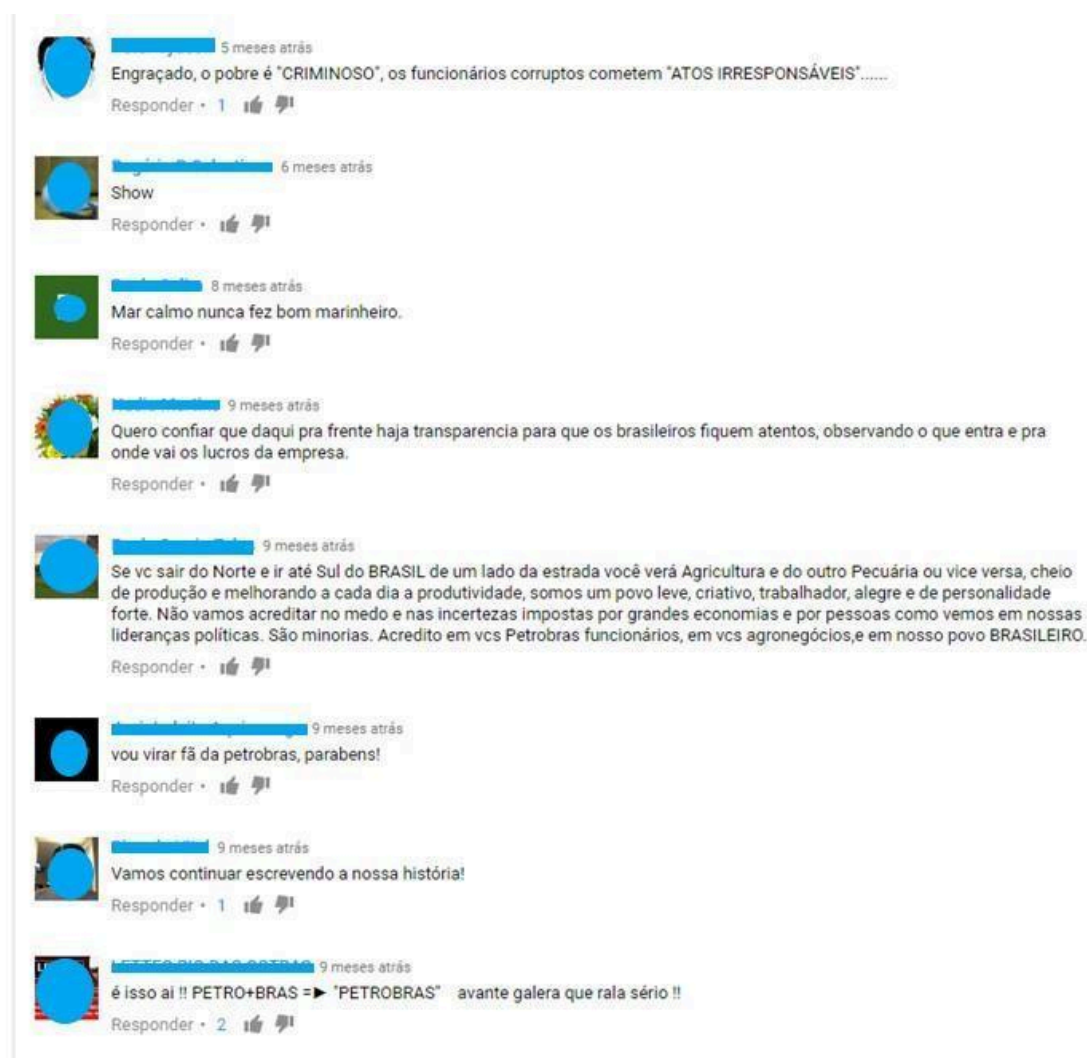 5 meses atrás
Engraçado, o pobre é "CRIMINOSO", os funcionários corruptos cometem "ATOS IRRESPONSÁVEIS"......
Responder • 1
6 meses atrás
Show
Responder •
8 meses atrás
Mar calmo nunca fez bom marinheiro.
Responder •
9 meses atrás
Quero confiar que daqui pra frente haja transparencia para que os brasileiros fiquem atentos, observando o que entra e pra
onde vai os lucros da empresa.
Responder •
9 meses atrás
Se vc sair do Norte e ir até Sul do BRASIL de um lado da estrada você verá Agricultura e do outro Pecuária ou vice versa, cheio
de produção e melhorando a cada dia a produtividade, somos um povo leve, criativo, trabalhador, alegre e de personalidade
forte. Não vamos acreditar no medo e nas incertezas impostas por grandes economias e por pessoas como vemos em nossas
lideranças políticas. São minorias. Acredito em vcs Petrobras funcionários, em vcs agronegócios,e em nosso povo BRASILEIRO.
Responder •
9 meses atrás
vou virar fã da petrobras, parabens!
Responder •
9 meses atrás
Vamos continuar escrevendo a nossa história!
Responder • 1
9 meses atrás
é isso ai !! PETRO+BRAS =► "PETROBRAS" avante galera que rala sério !!
Responder • 2